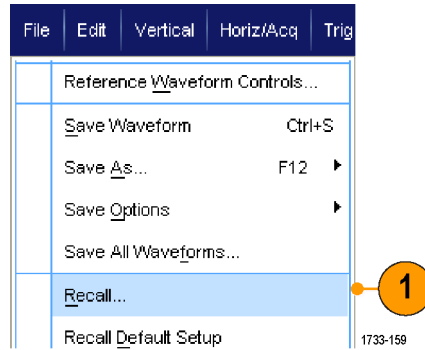 File Edit Vertical Horiz/Acq Trig
Reference Waveform Controls...
Save Waveform Ctrl+S
Save As... F12
Save Options
Save All Waveforms...
Recall...
1
Recall Default Setup
1733-159